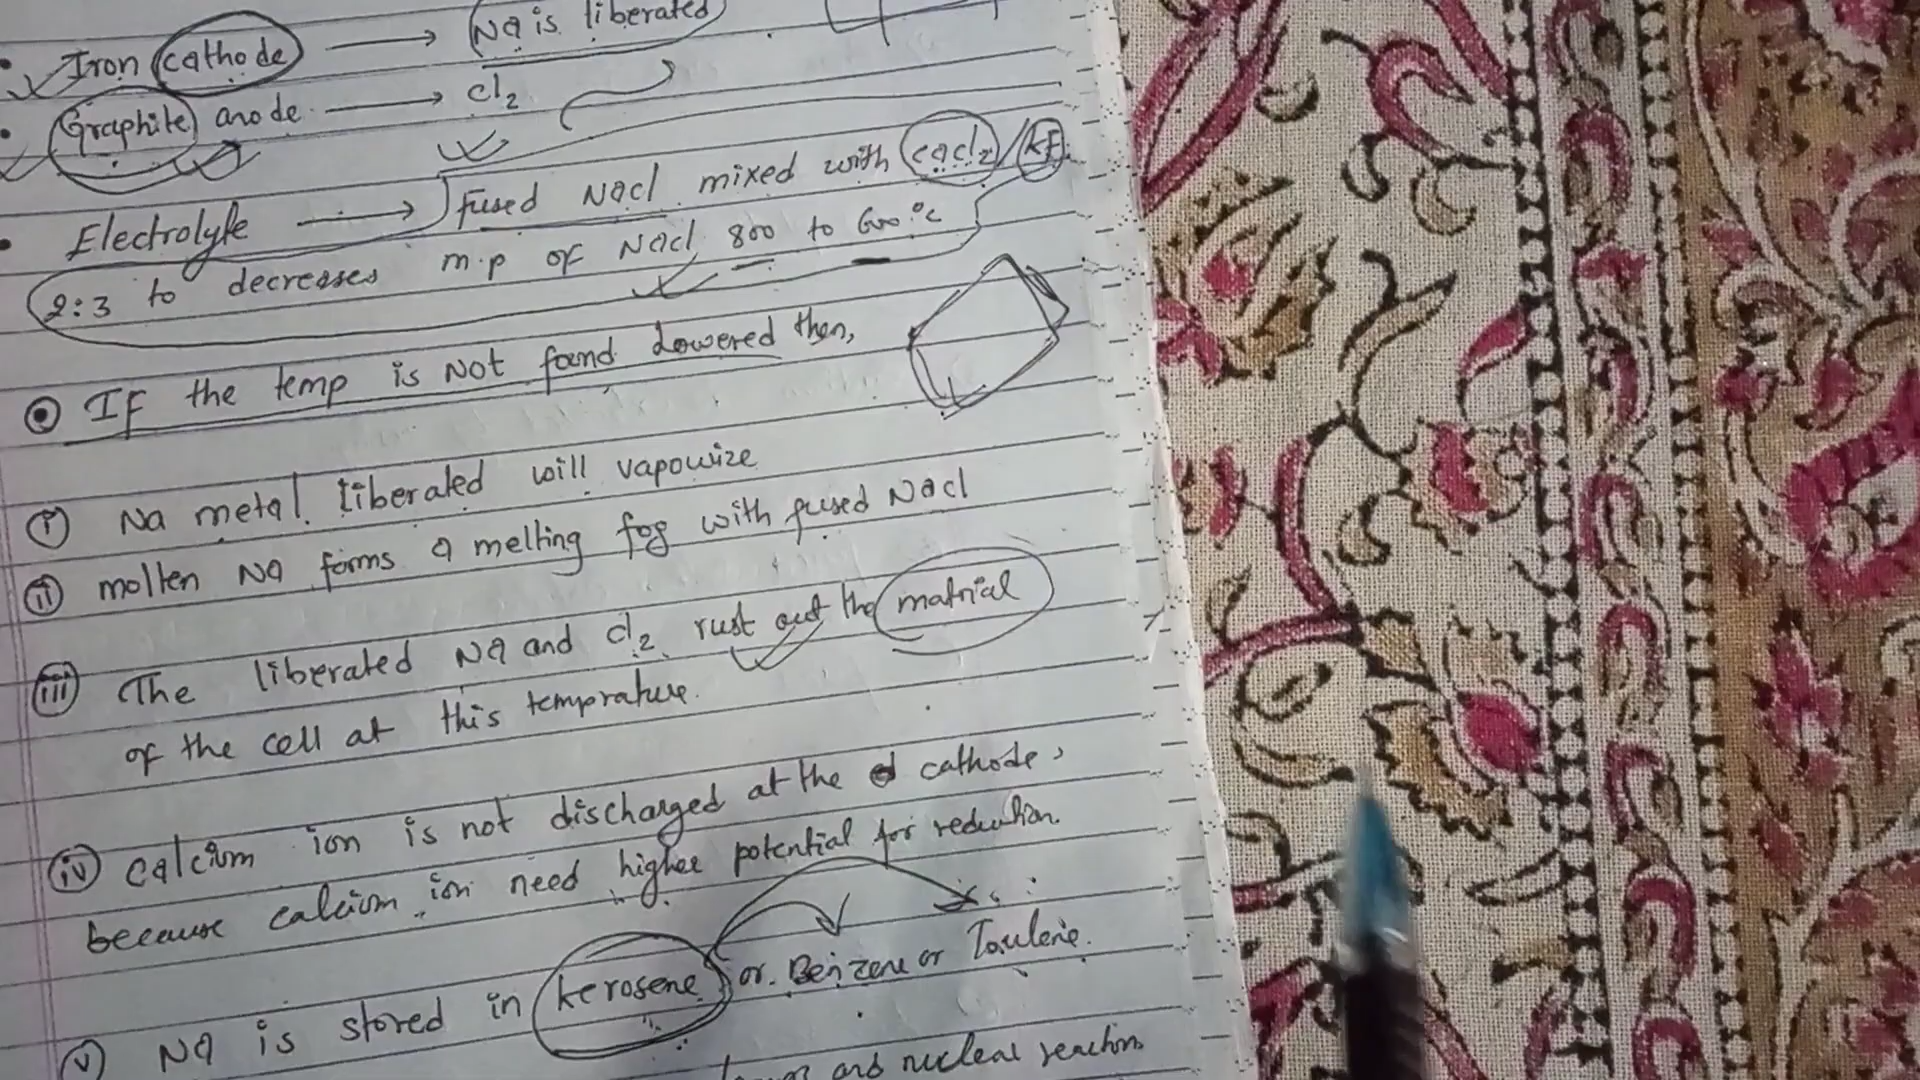 • Iron cathode → Na is liberated
• Graphite anode → Cl2
• Electrolyte → fused NaCl mixed with CaCl2/KF
2:3 to decreases m.p of NaCl 800 to 600°C
IF the temp is Not found Lowered then,
(i) Na metal liberated will vapourize
(ii) molten Na forms a melting fog with fused NaCl
(iii) The liberated Na and Cl2 rust out the matrial
of the cell at this temprature.
(iv) calcium ion is not discharged at the cathode,
because calcium ion need higher potential for reduction.
(v) Na is stored in kerosene or Benzene or Toulene.
and nuclear reaction